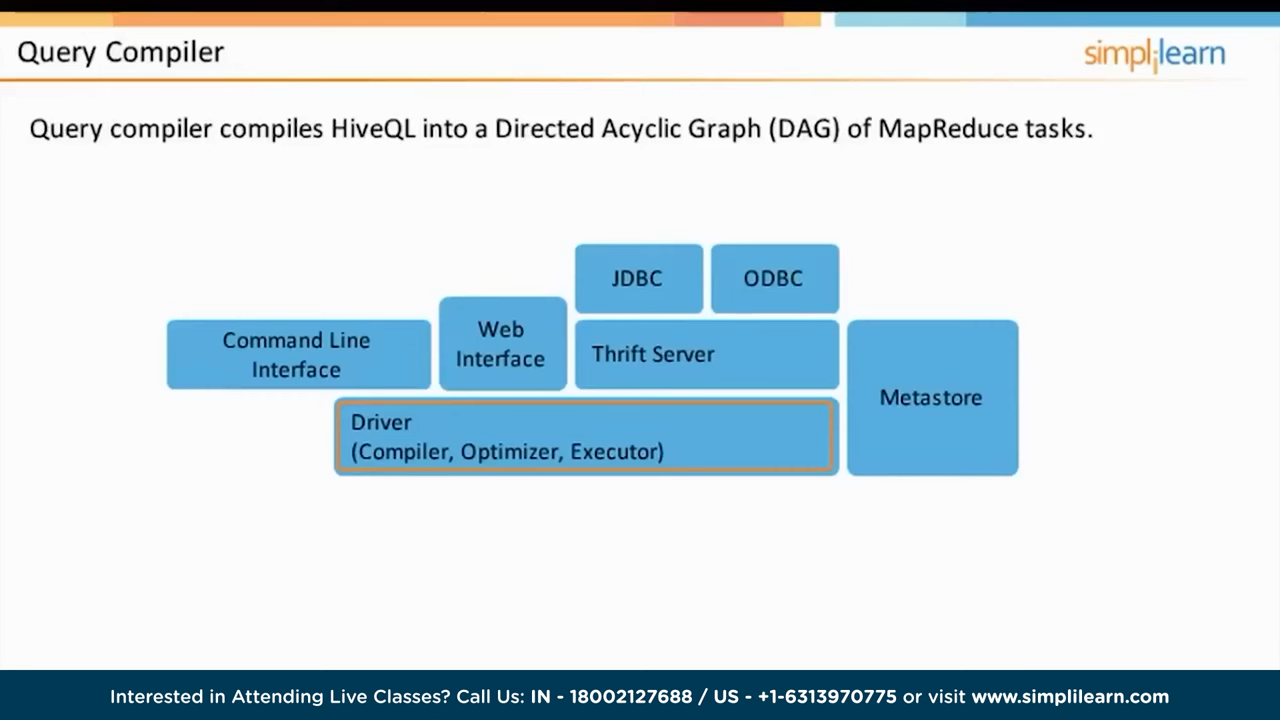 Query Compiler
simplilearn
Query compiler compiles HiveQL into a Directed Acyclic Graph (DAG) of MapReduce tasks.
JDBC
ODBC
Command Line
Interface
Web
Interface
Thrift Server
Metastore
Driver
(Compiler, Optimizer, Executor)
Interested in Attending Live Classes? Call Us: IN - 18002127688 / US - +1-6313970775 or visit www.simplilearn.com